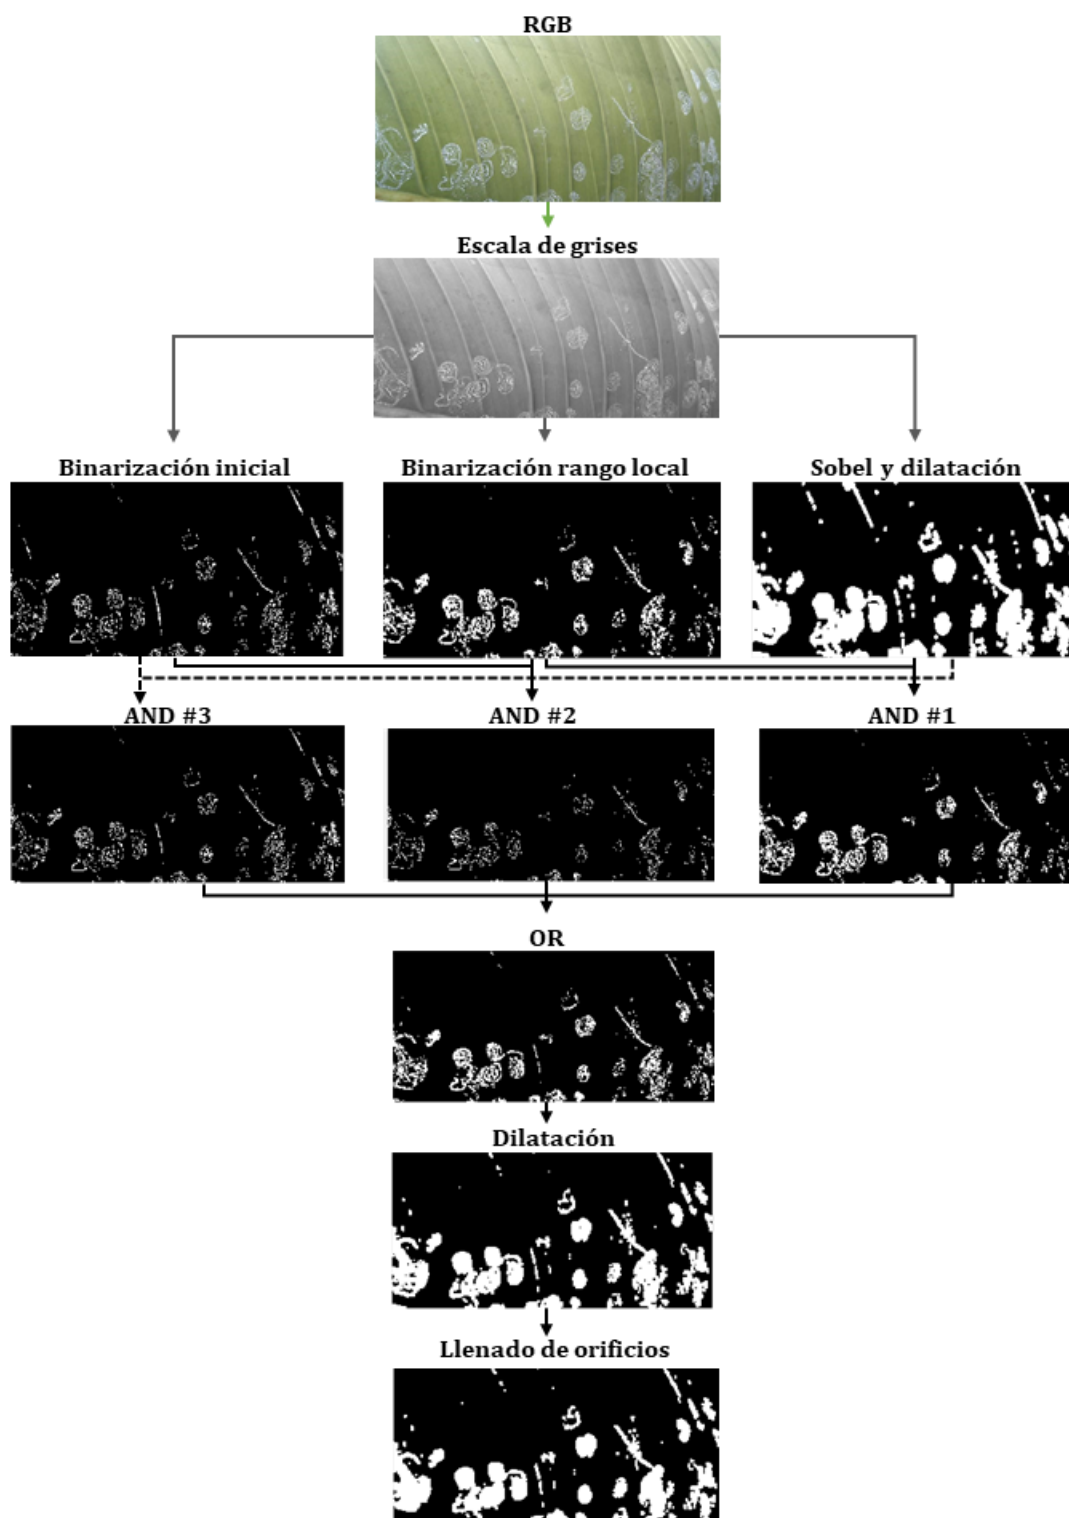 RGB
Escala de grises
Binarización inicial
Binarización rango local
Sobel y dilatación
AND #3
AND #2
AND #1
OR
Dilatación
Llenado de orificios